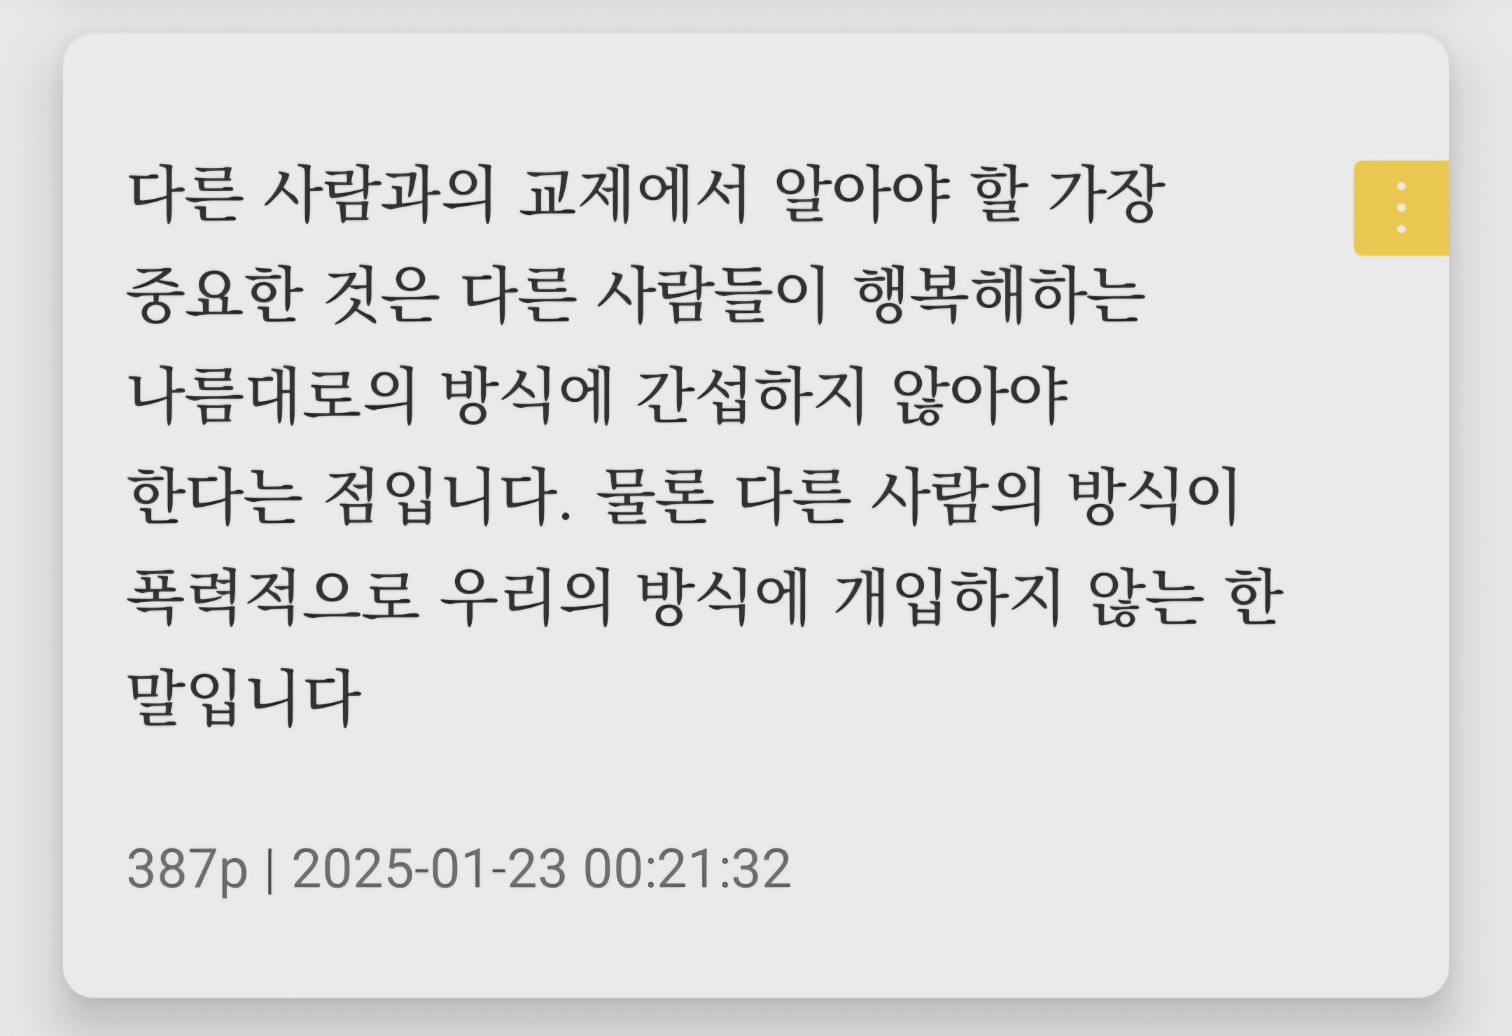 다른 사람과의 교제에서 알아야 할 가장
중요한 것은 다른 사람들이 행복해하는
나름대로의 방식에 간섭하지 않아야
한다는 점입니다. 물론 다른 사람의 방식이
폭력적으로 우리의 방식에 개입하지 않는 한
말입니다
387p | 2025-01-23 00:21:32